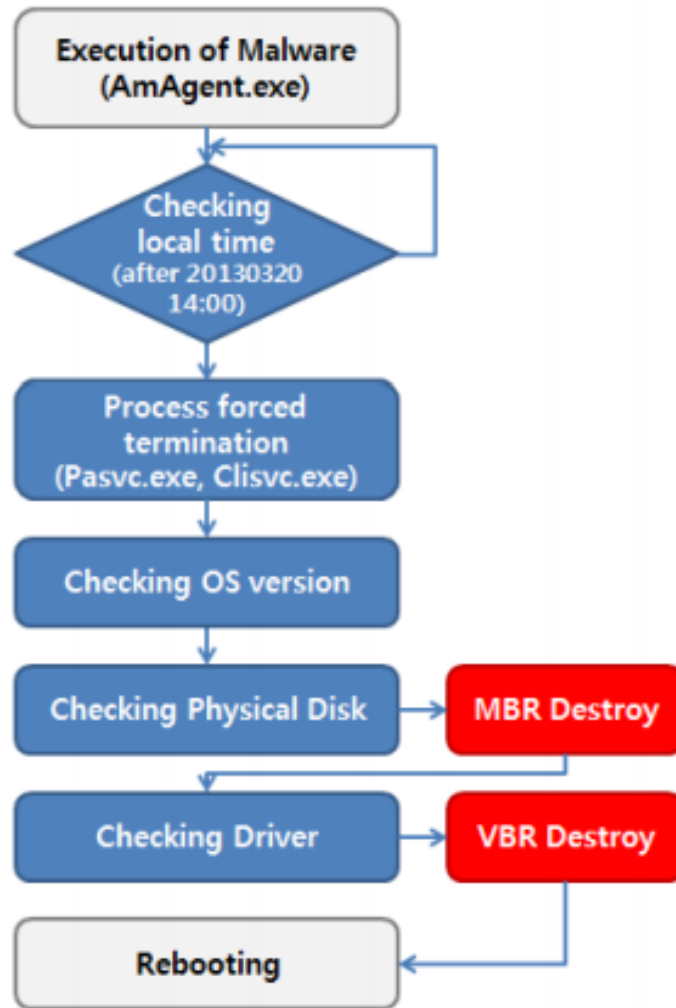 Execution of Malware
(AmAgent.exe)
Checking
local time
(after 20130320
14:00)
Process forced
termination
(Pasvc.exe, Clisvc.exe)
Checking OS version
Checking Physical Disk
MBR Destroy
Checking Driver
VBR Destroy
Rebooting